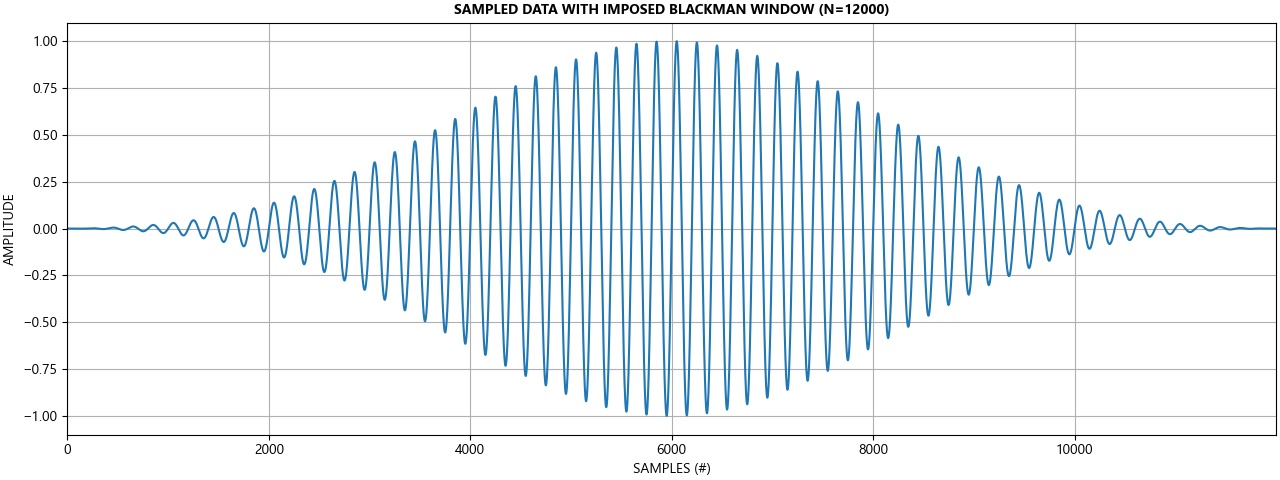 SAMPLED DATA WITH IMPOSED BLACKMAN WINDOW (N=12000)
1.00
0.75
0.50
0.25
0.00
−0.25
−0.50
−0.75
−1.00
AMPLITUDE
0 2000 4000 6000 8000 10000
SAMPLES (#)